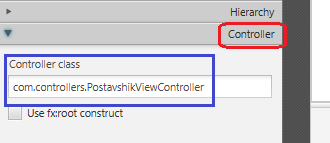 Hierarchy
Controller
Controller class
com.controllers.PostavshikViewController
Use fx:root construct